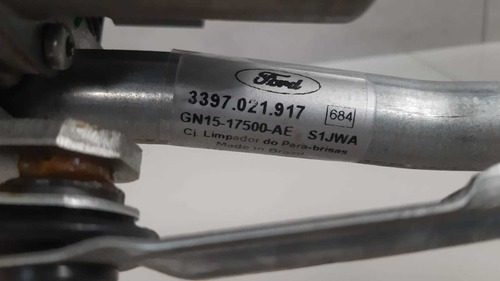 Ford
3397.021.917 684
GN15-17500-AE S1JWA
Cj Limpador do Para-brisas
Made in Brazil